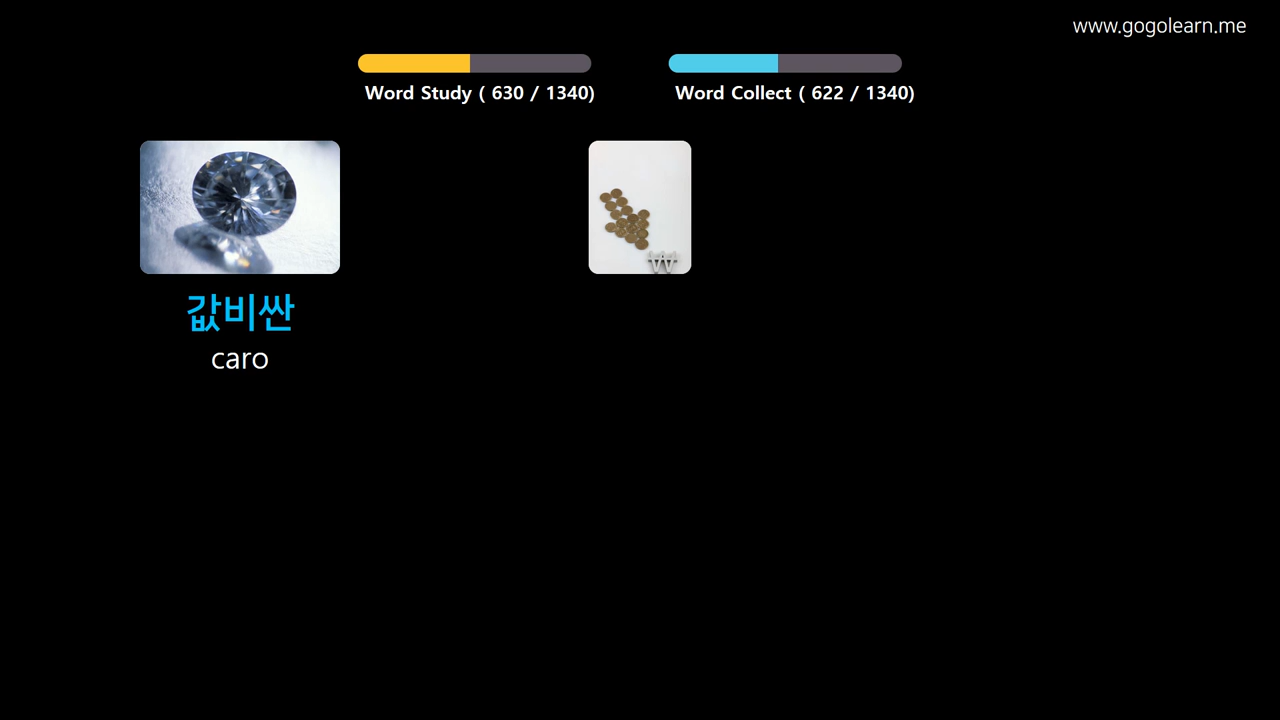 www.gogolearn.me
Word Study ( 630 / 1340)
Word Collect ( 622 / 1340)
₩
값비싼
caro